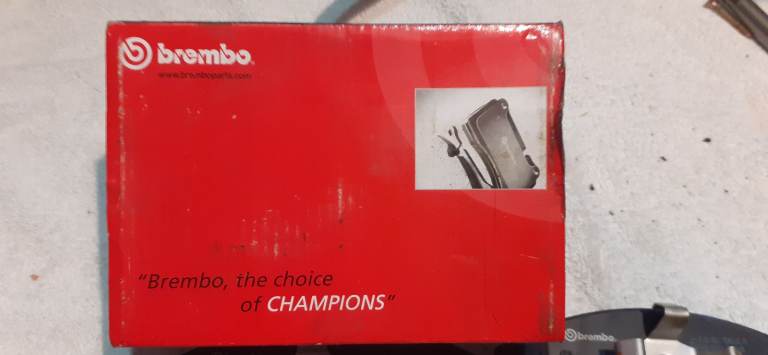 brembo
www.bremboparts.com
"Brembo, the choice
of CHAMPIONS"
brembo